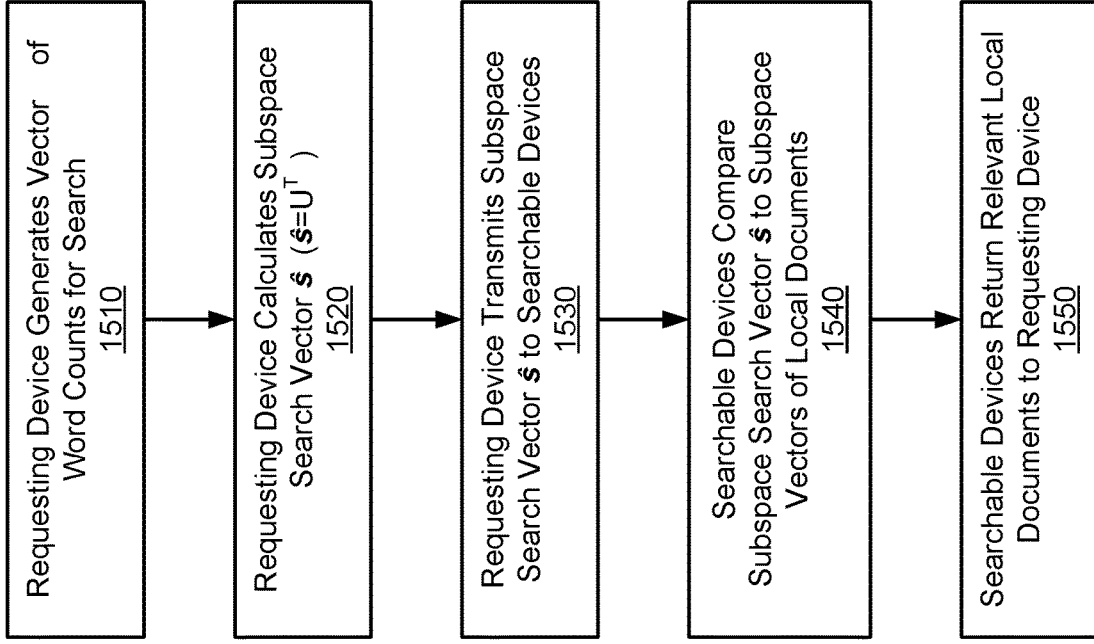 Requesting Device Generates Vector of
Word Counts for Search
1510
Requesting Device Calculates Subspace
Search Vector ŝ (ŝ=Uᵀ)
1520
Requesting Device Transmits Subspace
Search Vector ŝ to Searchable Devices
1530
Searchable Devices Compare
Subspace Search Vector ŝ to Subspace
Vectors of Local Documents
1540
Searchable Devices Return Relevant Local
Documents to Requesting Device
1550